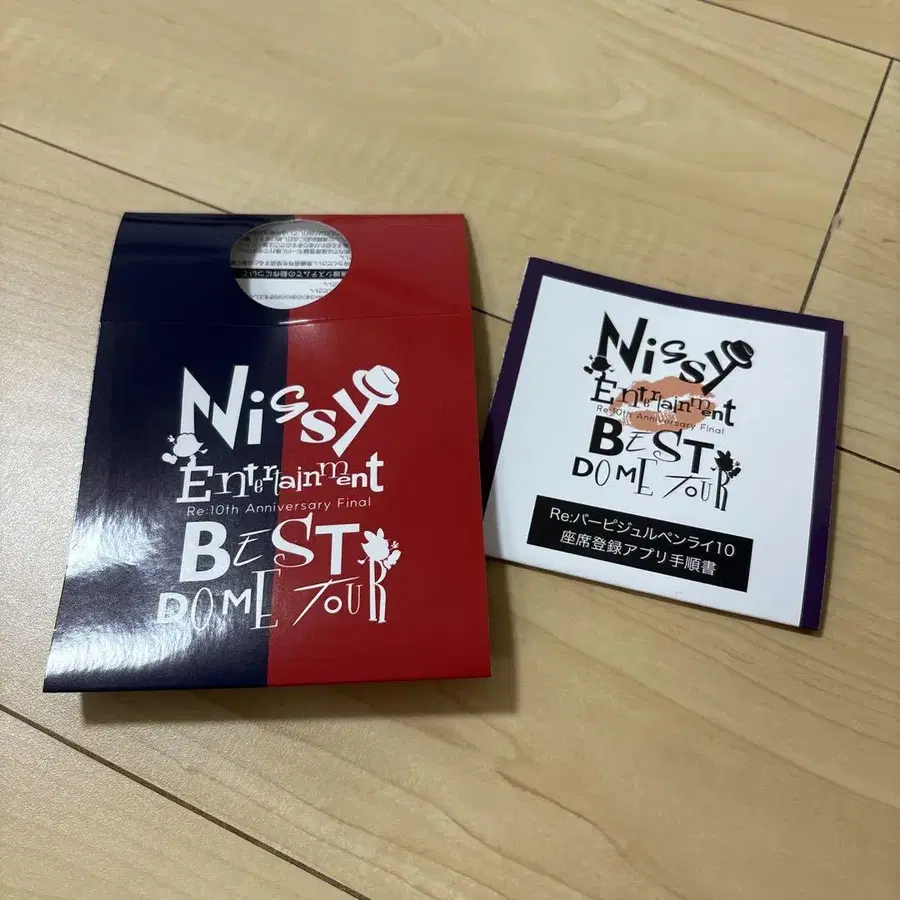 Nissy
Entertainment
Re:10th Anniversary Final
BEST
DOME TOUR
Nissy
Entertainment
Re:10th Anniversary Final
BEST
DOME TOUR
Re:バーピジュルペンライ10
座席登録アプリ手順書